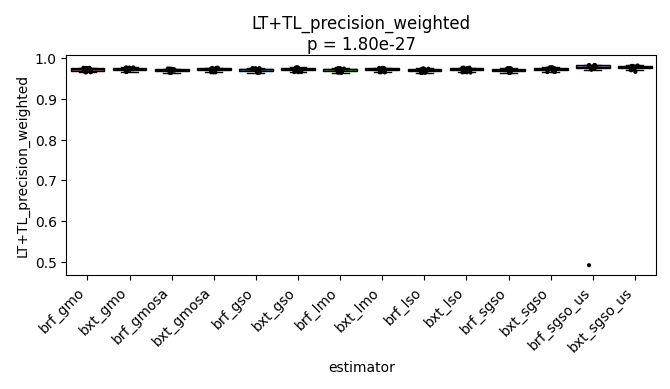 LT+TL_precision_weighted
p = 1.80e-27
LT+TL_precision_weighted
1.0
0.9
0.8
0.7
0.6
0.5
brf_gmo
bxt_gmo
brf_gmosa
bxt_gmosa
brf_gso
bxt_gso
brf_lmo
bxt_lmo
brf_lso
bxt_lso
brf_sgso
bxt_sgso
brf_sgso_us
bxt_sgso_us
estimator